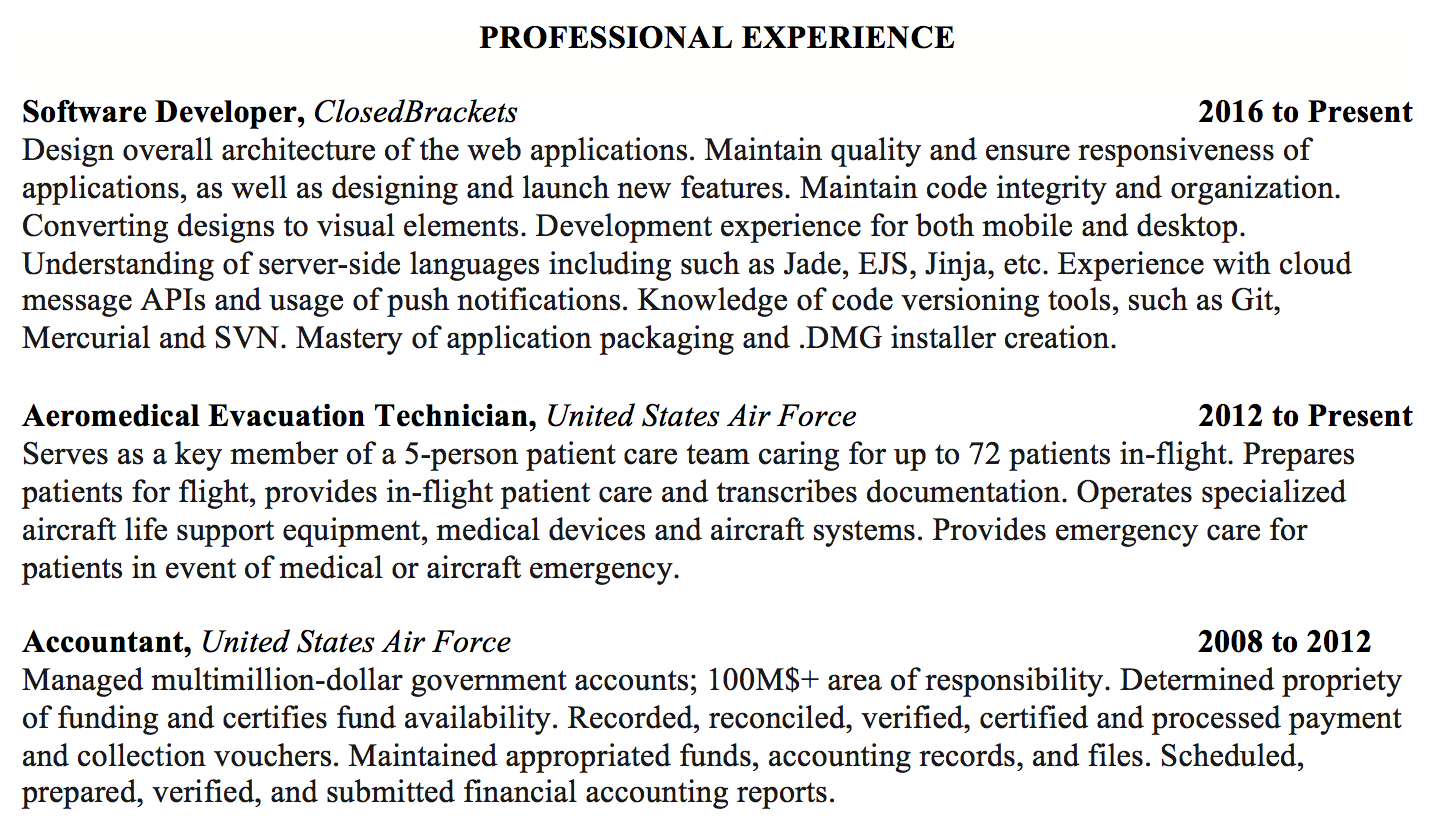 PROFESSIONAL EXPERIENCE
Software Developer, ClosedBrackets 2016 to Present
Design overall architecture of the web applications. Maintain quality and ensure responsiveness of
applications, as well as designing and launch new features. Maintain code integrity and organization.
Converting designs to visual elements. Development experience for both mobile and desktop.
Understanding of server-side languages including such as Jade, EJS, Jinja, etc. Experience with cloud
message APIs and usage of push notifications. Knowledge of code versioning tools, such as Git,
Mercurial and SVN. Mastery of application packaging and .DMG installer creation.
Aeromedical Evacuation Technician, United States Air Force 2012 to Present
Serves as a key member of a 5-person patient care team caring for up to 72 patients in-flight. Prepares
patients for flight, provides in-flight patient care and transcribes documentation. Operates specialized
aircraft life support equipment, medical devices and aircraft systems. Provides emergency care for
patients in event of medical or aircraft emergency.
Accountant, United States Air Force 2008 to 2012
Managed multimillion-dollar government accounts; 100M$+ area of responsibility. Determined propriety
of funding and certifies fund availability. Recorded, reconciled, verified, certified and processed payment
and collection vouchers. Maintained appropriated funds, accounting records, and files. Scheduled,
prepared, verified, and submitted financial accounting reports.